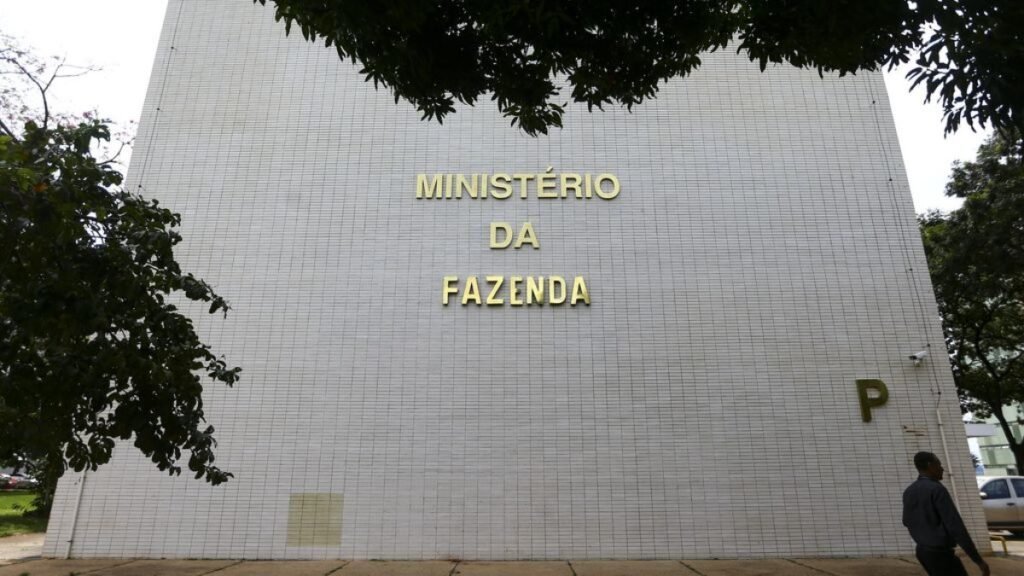 MINISTÉRIO
DA
FAZENDA
P